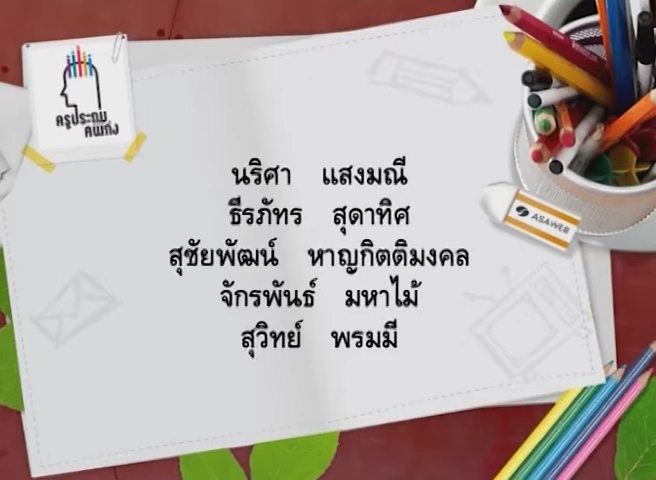 ครูประถม
คนเก่ง
นริศา แสงมณี
ธีรภัทร สุดาทิศ
สุชัยพัฒน์ หาญกิตติมงคล
จักรพันธ์ มหาไม้
สุวิทย์ พรมมี
ASAWEB